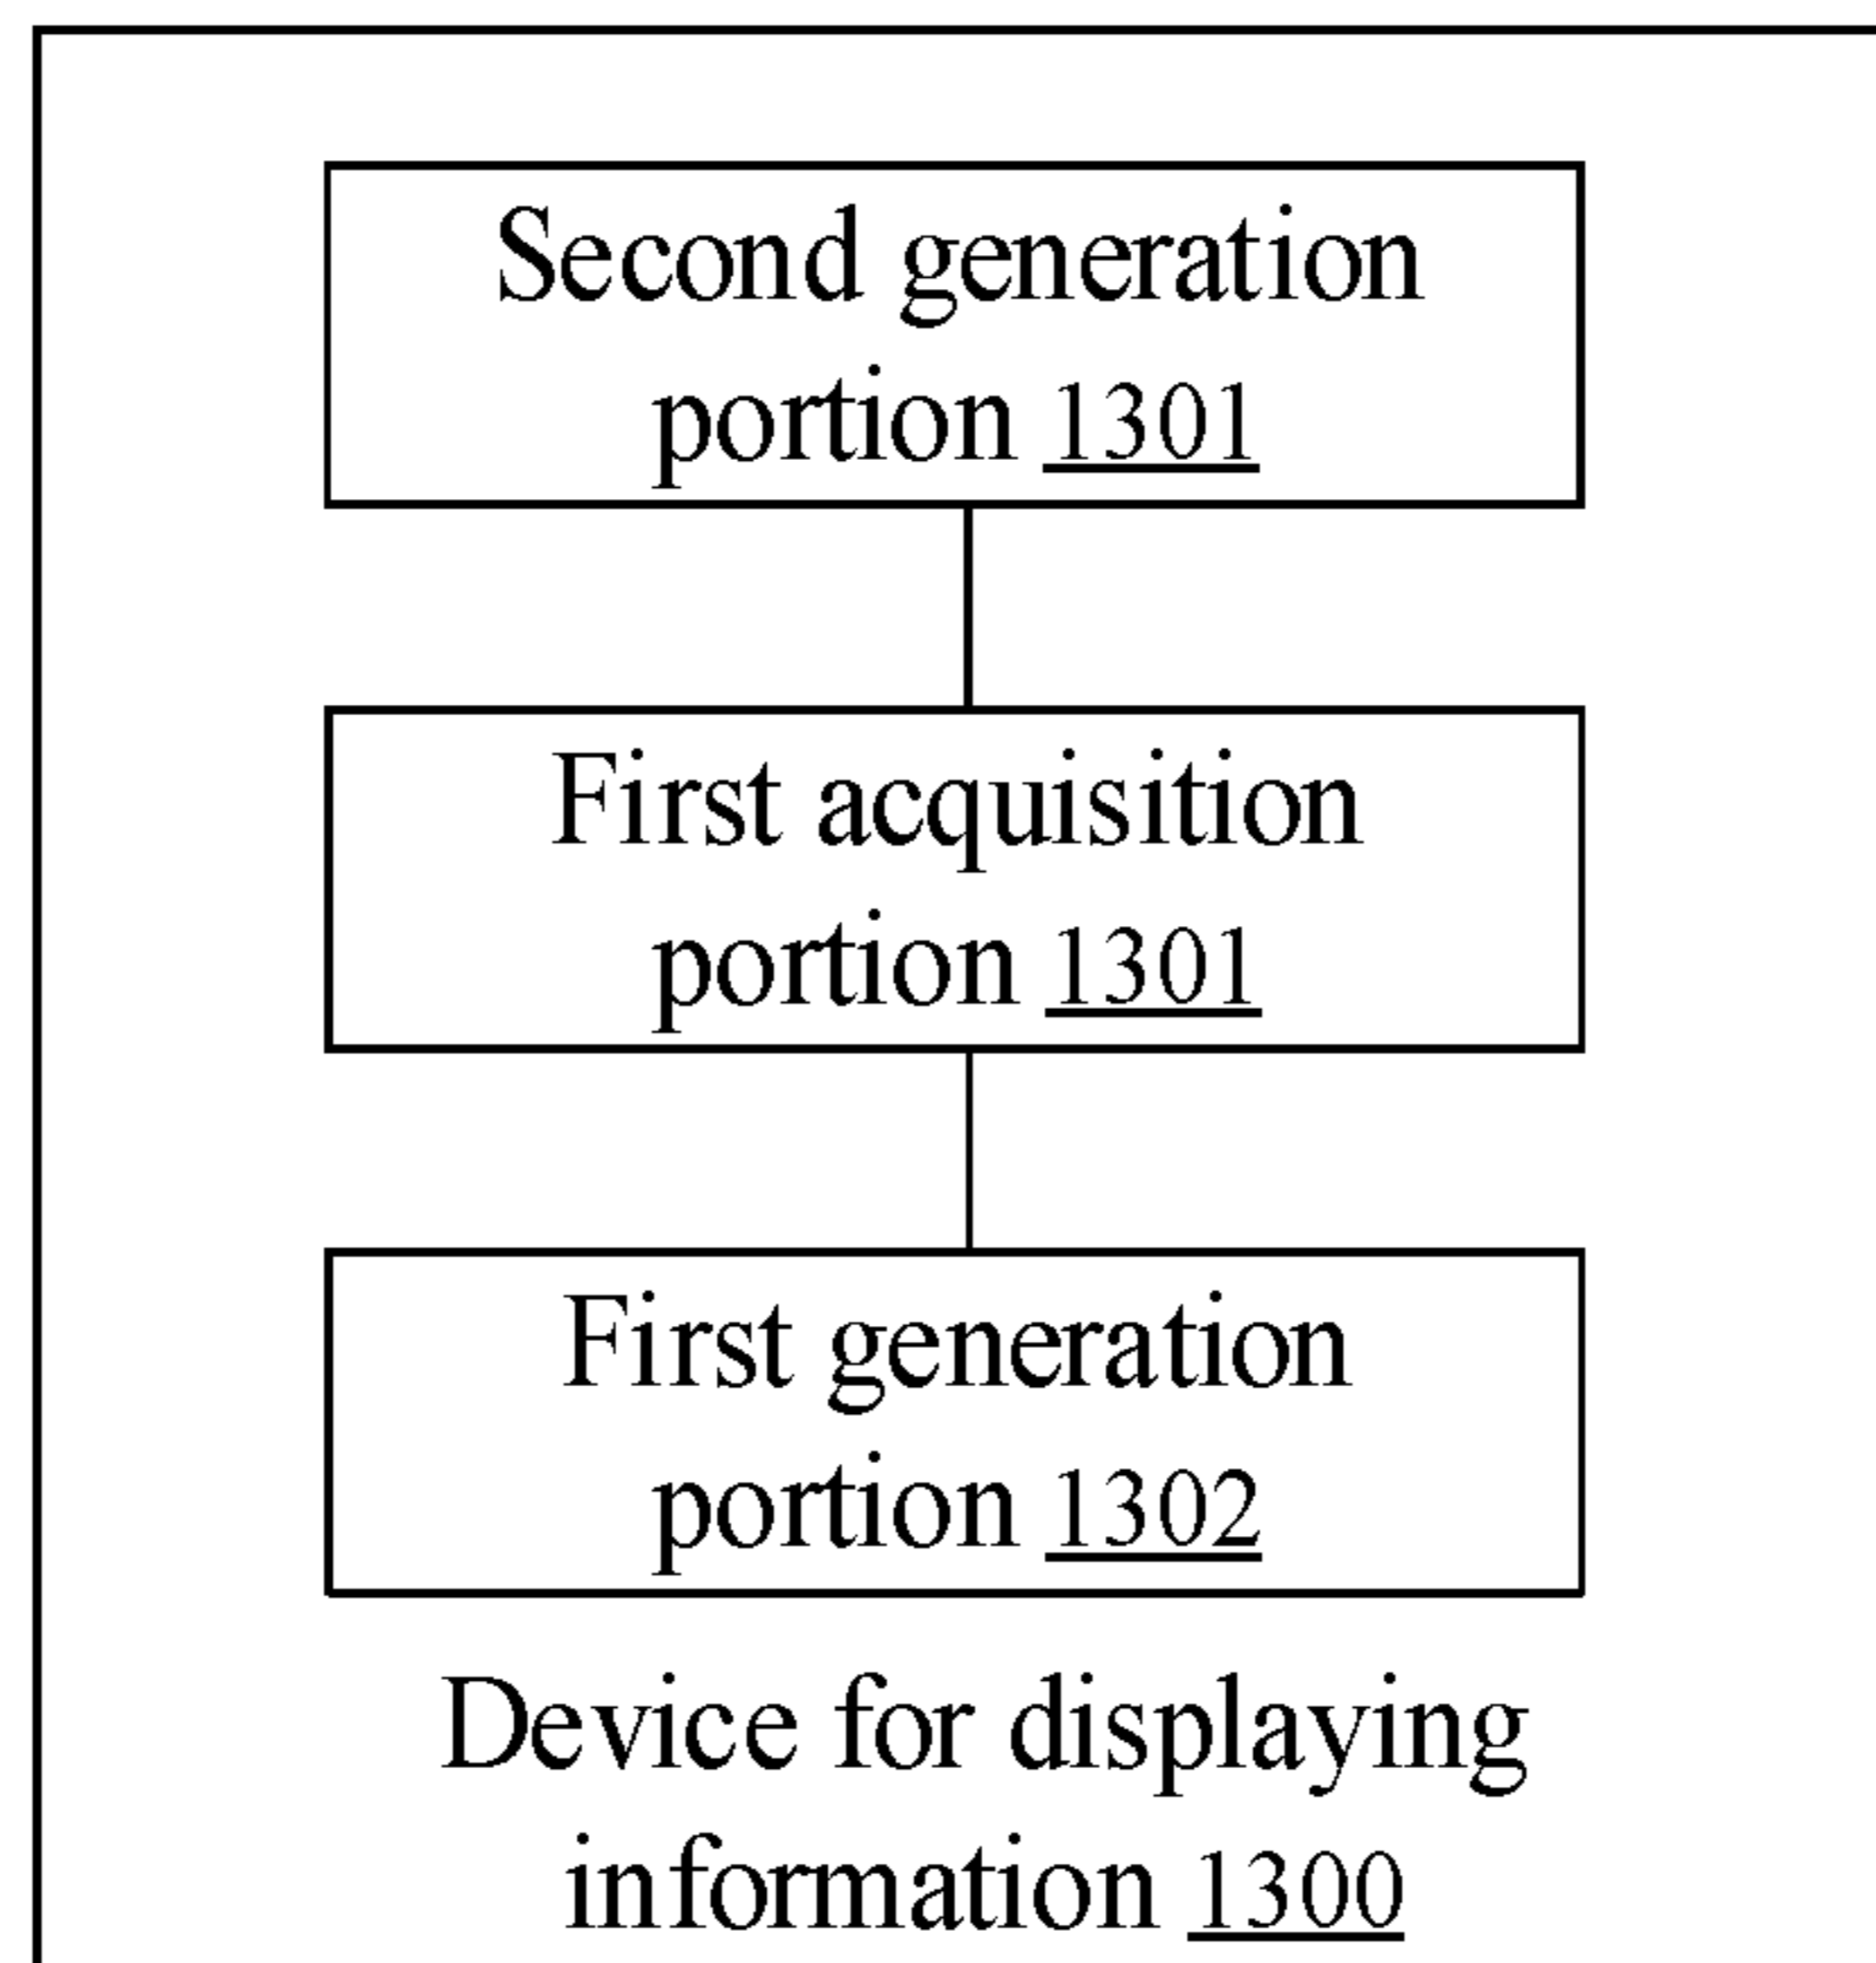 Second generation
portion 1301
First acquisition
portion 1301
First generation
portion 1302
Device for displaying
information 1300